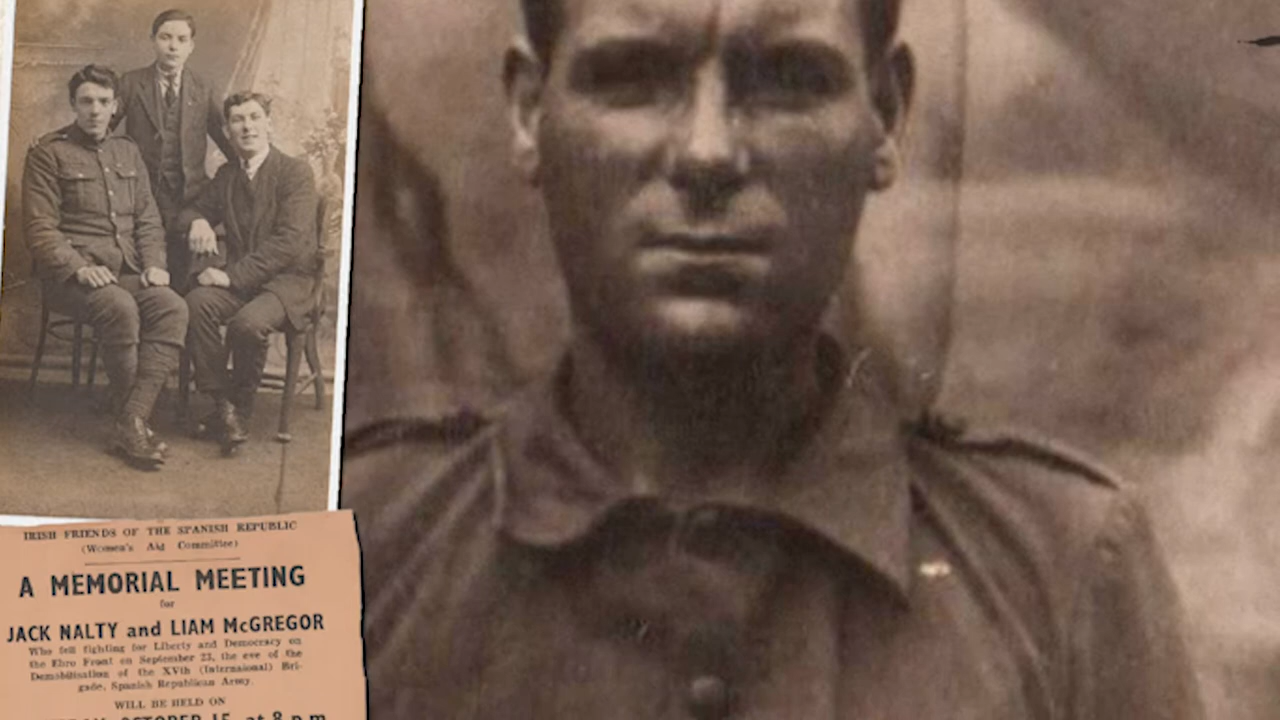 IRISH FRIENDS OF THE SPANISH REPUBLIC
(Women's Aid Committee)
A MEMORIAL MEETING
for
JACK NALTY and LIAM McGREGOR
Who fell fighting for Liberty and Democracy on
the Ebro Front on September 23, the eve of the
Demobilisation of the XVth (Internaional) Bri-
gade, Spanish Republican Army.
WILL BE HELD ON
OCTOBER 15, at 8 p.m